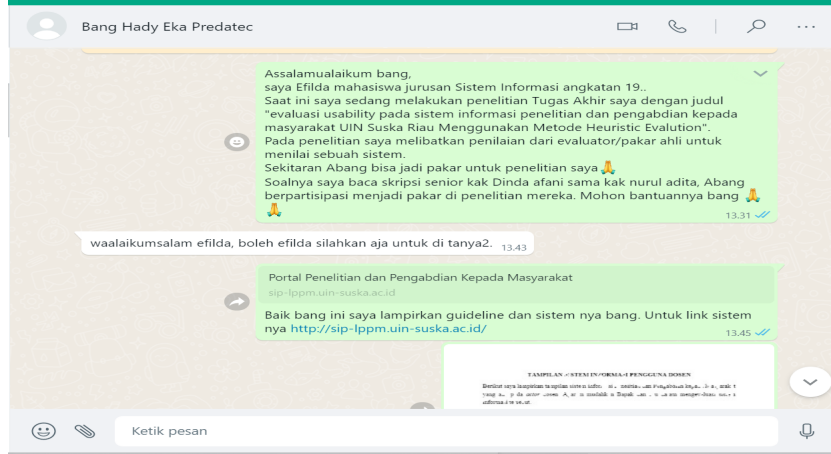 Bang Hady Eka Predatec
Assalamualaikum bang,
saya Efilda mahasiswa jurusan Sistem Informasi angkatan 19..
Saat ini saya sedang melakukan penelitian Tugas Akhir saya dengan judul
"evaluasi usability pada sistem informasi penelitian dan pengabdian kepada
masyarakat UIN Suska Riau Menggunakan Metode Heuristic Evalution".
Pada penelitian saya melibatkan penilaian dari evaluator/pakar ahli untuk
menilai sebuah sistem.
Sekitaran Abang bisa jadi pakar untuk penelitian saya🙏
Soalnya saya baca skripsi senior kak Dinda afani sama kak nurul adita, Abang
berpartisipasi menjadi pakar di penelitian mereka. Mohon bantuannya bang 🙏
🙏
13.31
waalaikumsalam efilda, boleh efilda silahkan aja untuk di tanya2. 13.43
Portal Penelitian dan Pengabdian Kepada Masyarakat
sip-lppm.uin-suska.ac.id
Baik bang ini saya lampirkan guideline dan sistem nya bang. Untuk link sistem
nya http://sip-lppm.uin-suska.ac.id/
13.45
PENGGUNA DOSEN
Berikut saya lampirkan tampilan sistem
Ketik pesan